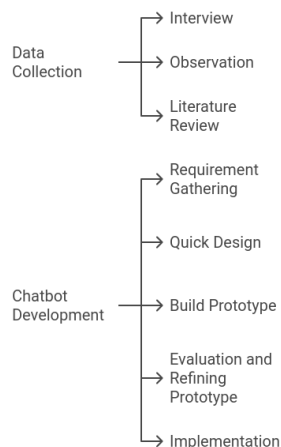 Interview
Data
Collection
Observation
Literature
Review
Requirement
Gathering
Quick Design
Chatbot
Development
Build Prototype
Evaluation and
Refining
Prototype
Implementation